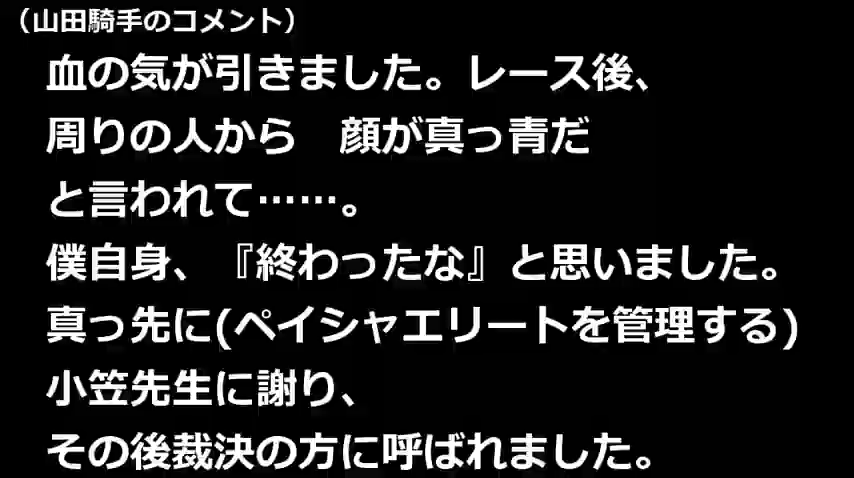 （山田騎手のコメント）
血の気が引きました。レース後、
周りの人から　顔が真っ青だ
と言われて……。
僕自身、『終わったな』と思いました。
真っ先に(ペイシャエリートを管理する)
小笠先生に謝り、
その後裁決の方に呼ばれました。